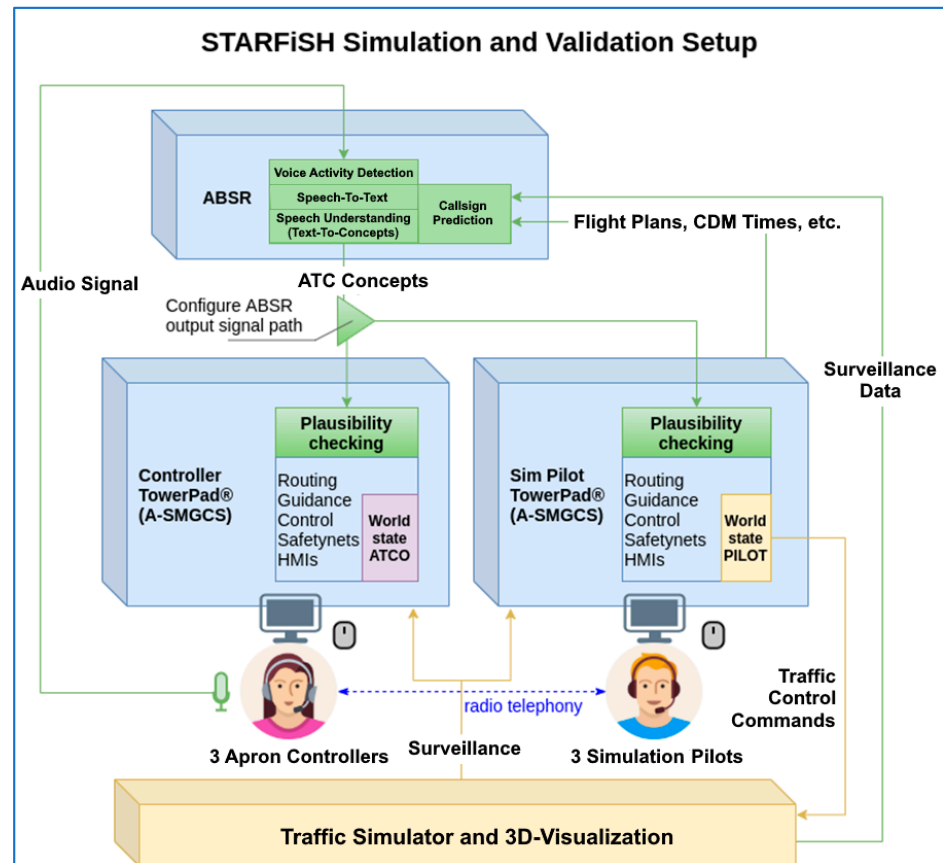 STARFiSH Simulation and Validation Setup
ABSR
Voice Activity Detection
Speech-To-Text
Speech Understanding
(Text-To-Concepts)
Callsign
Prediction
Flight Plans, CDM Times, etc.
Audio Signal
ATC Concepts
Configure ABSR
output signal path
Surveillance
Data
Controller
TowerPad®
(A-SMGCS)
Plausibility
checking
Routing
Guidance
Control
Safetynets
HMIs
World
state
ATCO
Sim Pilot
TowerPad®
(A-SMGCS)
Plausibility
checking
Routing
Guidance
Control
Safetynets
HMIs
World
state
PILOT
radio telephony
Traffic
Control
Commands
3 Apron Controllers
Surveillance
3 Simulation Pilots
Traffic Simulator and 3D-Visualization